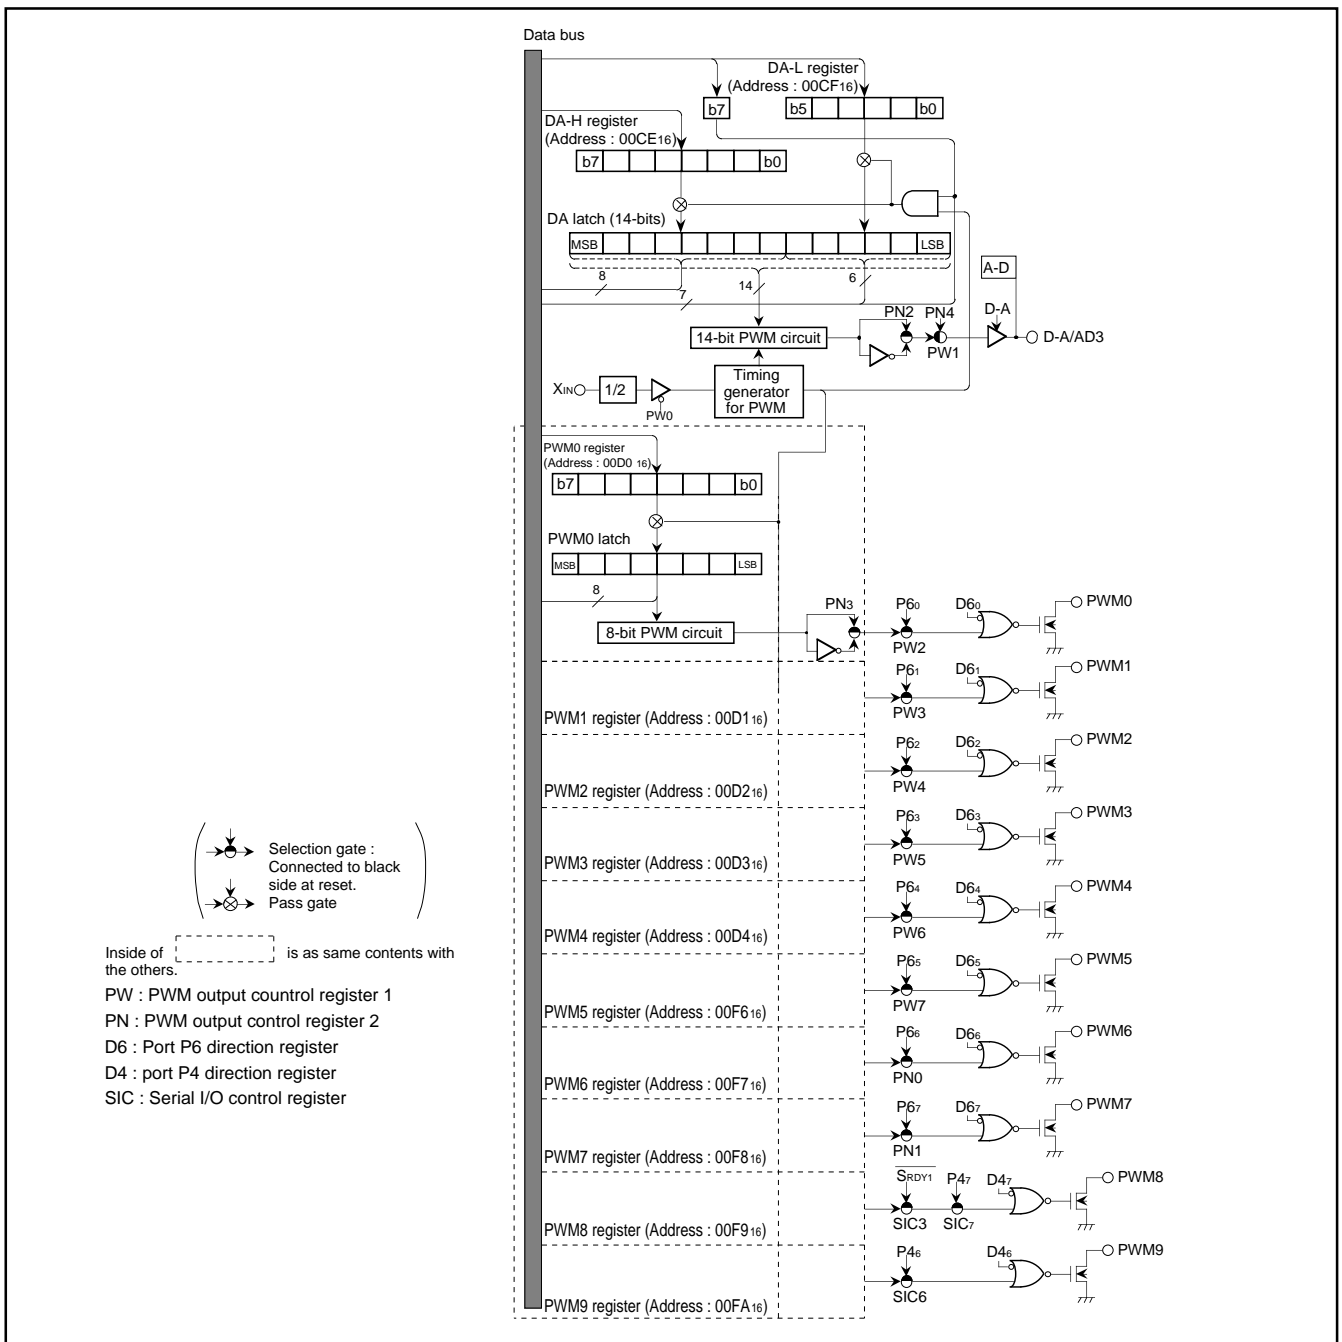 Data bus
DA-L register
(Address : 00CF16)
b7
b5
b0
DA-H register
(Address : 00CE16)
b7
b0
DA latch (14-bits)
MSB
LSB
8
14
6
7
A-D
PN2
PN4
D-A
14-bit PWM circuit
PW1
D-A/AD3
XIN
1/2
PW0
Timing
generator
for PWM
PWM0 register
(Address : 00D0 16)
b7
b0
PWM0 latch
MSB
LSB
8
8-bit PWM circuit
PN3
P60
PW2
D60
PWM0
P61
PW3
D61
PWM1
PWM1 register (Address : 00D116)
P62
PW4
D62
PWM2
PWM2 register (Address : 00D216)
P63
PW5
D63
PWM3
PWM3 register (Address : 00D316)
P64
PW6
D64
PWM4
PWM4 register (Address : 00D416)
P65
PW7
D65
PWM5
PWM5 register (Address : 00F616)
P66
PN0
D66
PWM6
PWM6 register (Address : 00F716)
P67
PN1
D67
PWM7
PWM7 register (Address : 00F816)
SRDY1
P47
SIC3
SIC7
D47
PWM8
PWM8 register (Address : 00F916)
P46
SIC6
D46
PWM9
PWM9 register (Address : 00FA16)
Selection gate :
Connected to black
side at reset.
Pass gate
Inside of is as same contents with
the others.
PW : PWM output countrol register 1
PN : PWM output control register 2
D6 : Port P6 direction register
D4 : port P4 direction register
SIC : Serial I/O control register